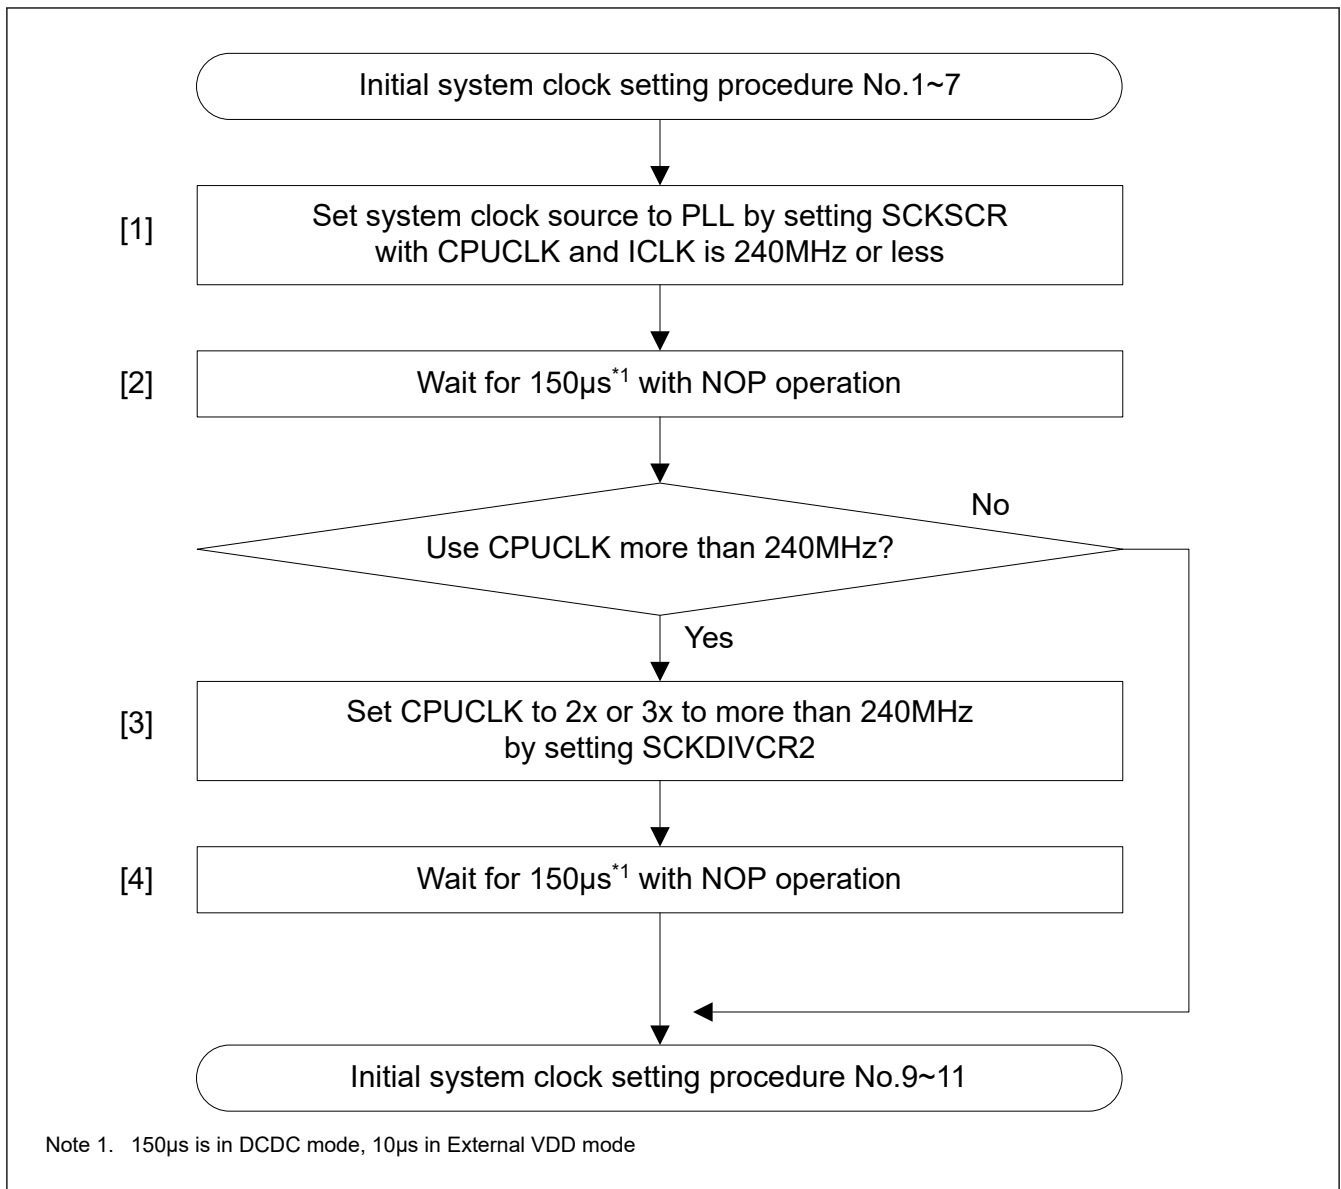 Initial system clock setting procedure No.1~7
[1]
Set system clock source to PLL by setting SCKSCR
with CPUCLK and ICLK is 240MHz or less
[2]
Wait for 150µs*1 with NOP operation
Use CPUCLK more than 240MHz?
No
Yes
[3]
Set CPUCLK to 2x or 3x to more than 240MHz
by setting SCKDIVCR2
[4]
Wait for 150µs*1 with NOP operation
Initial system clock setting procedure No.9~11
Note 1. 150µs is in DCDC mode, 10µs in External VDD mode